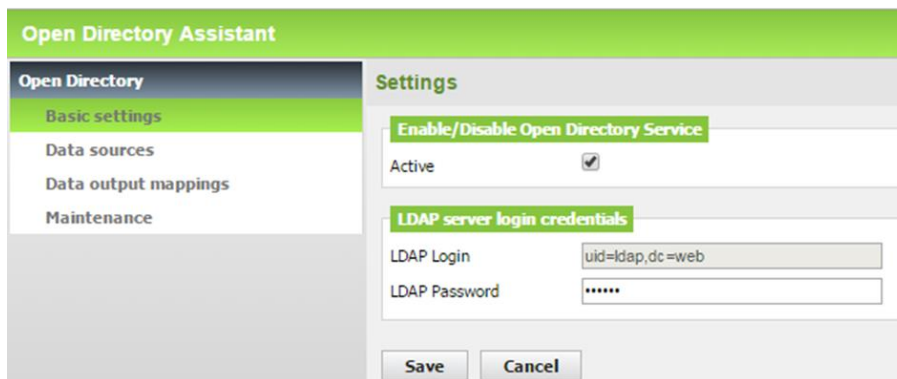 Open Directory Assistant
Open Directory
Basic settings
Data sources
Data output mappings
Maintenance
Settings
Enable/Disable Open Directory Service
Active
LDAP server login credentials
LDAP Login uid=ldap,dc=web
LDAP Password ••••••
Save Cancel